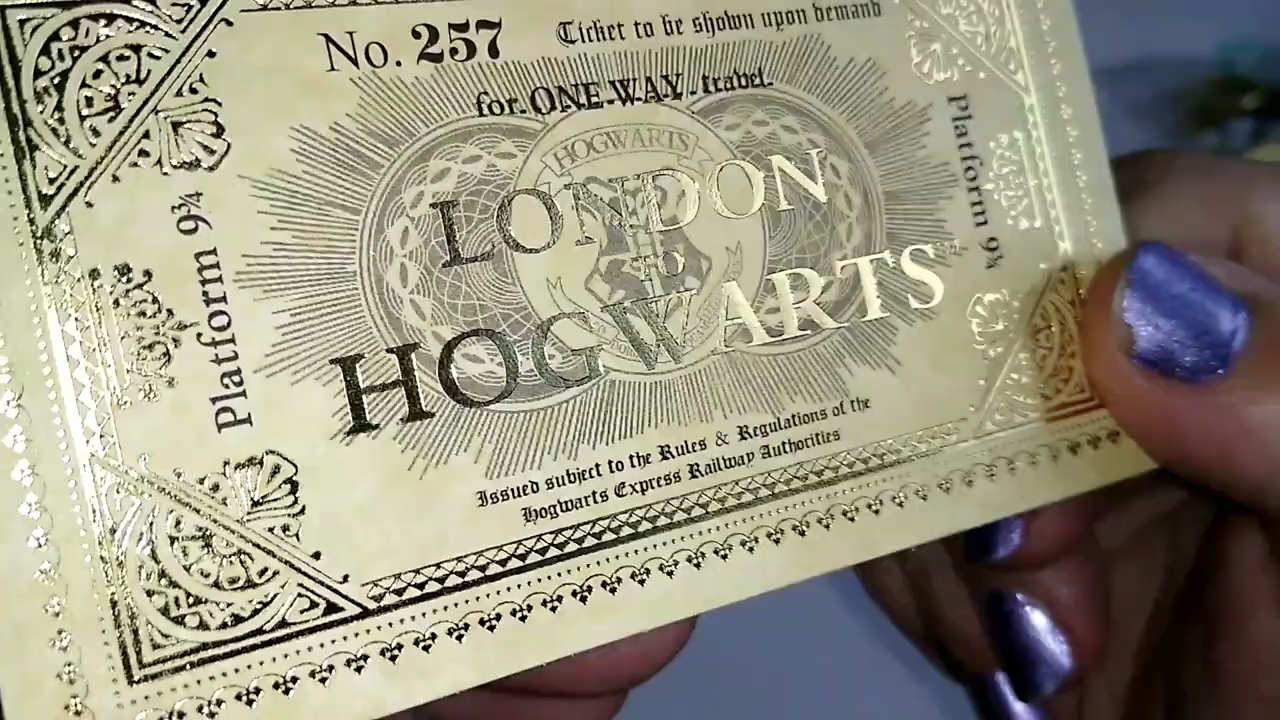 No. 257
Ticket to be shown upon demand
for ONE WAY travel.
Platform 9¾
HOGWARTS
LONDON
TO
HOGWARTS
Platform 9¾
Issued subject to the Rules & Regulations of the
Hogwarts Express Railway Authorities